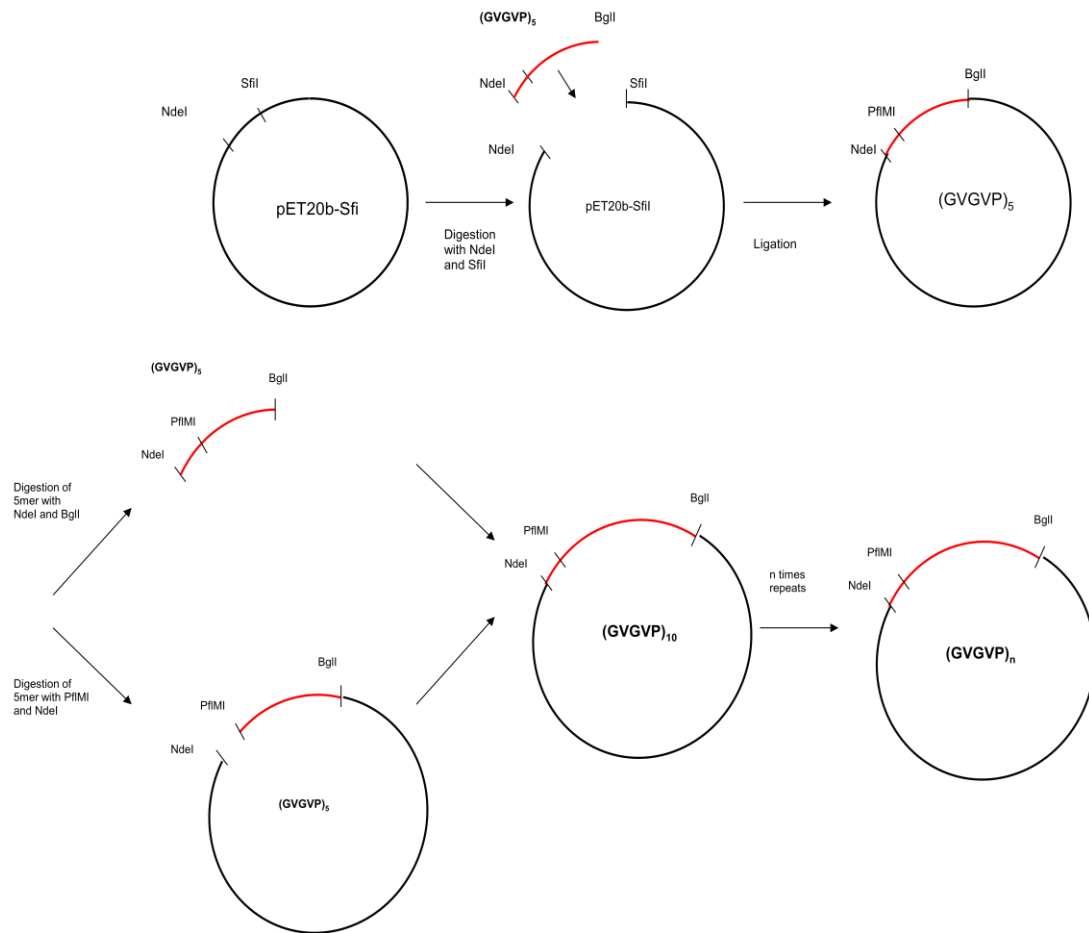 (GVGVP)5
BglI
NdeI
SfiI
NdeI
pET20b-Sfi
Digestion
with NdeI
and SfiI
SfiI
NdeI
pET20b-SfiI
Ligation
BglI
PflMI
NdeI
(GVGVP)5
(GVGVP)5
BglI
PflMI
NdeI
Digestion of
5mer with
NdeI and BglI
Digestion of
5mer with PflMI
and NdeI
BglI
PflMI
NdeI
(GVGVP)5
BglI
PflMI
NdeI
(GVGVP)10
n times
repeats
BglI
PflMI
NdeI
(GVGVP)n